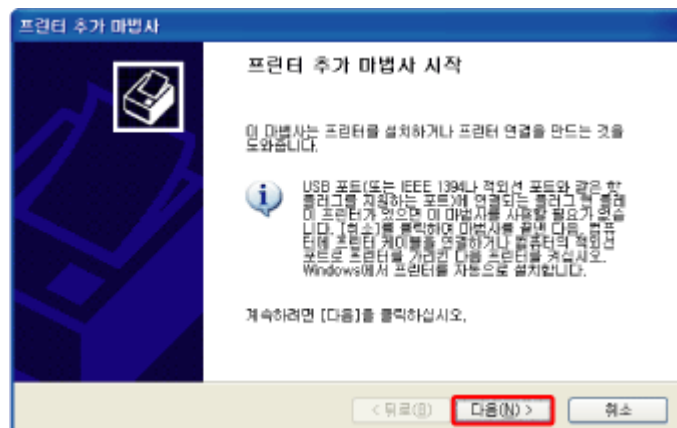 프린터 추가 마법사
프린터 추가 마법사 시작
이 마법사는 프린터를 설치하거나 프린터 연결을 만드는 것을
도와줍니다.
USB 포트(또는 IEEE 1394나 적외선 포트와 같은 핫
플러그를 지원하는 포트)에 연결되는 플러그 앤 플레
이 프린터가 있으면 이 마법사를 사용할 필요가 없습
니다. [취소]를 클릭하여 마법사를 끝낸 다음, 컴퓨
터에 프린터 케이블을 연결하거나 컴퓨터의 적외선
포트로 프린터를 가리킨 다음 프린터를 켜십시오.
Windows에서 프린터를 자동으로 설치합니다.
계속하려면 [다음]을 클릭하십시오.
< 뒤로(B) 다음(N) > 취소